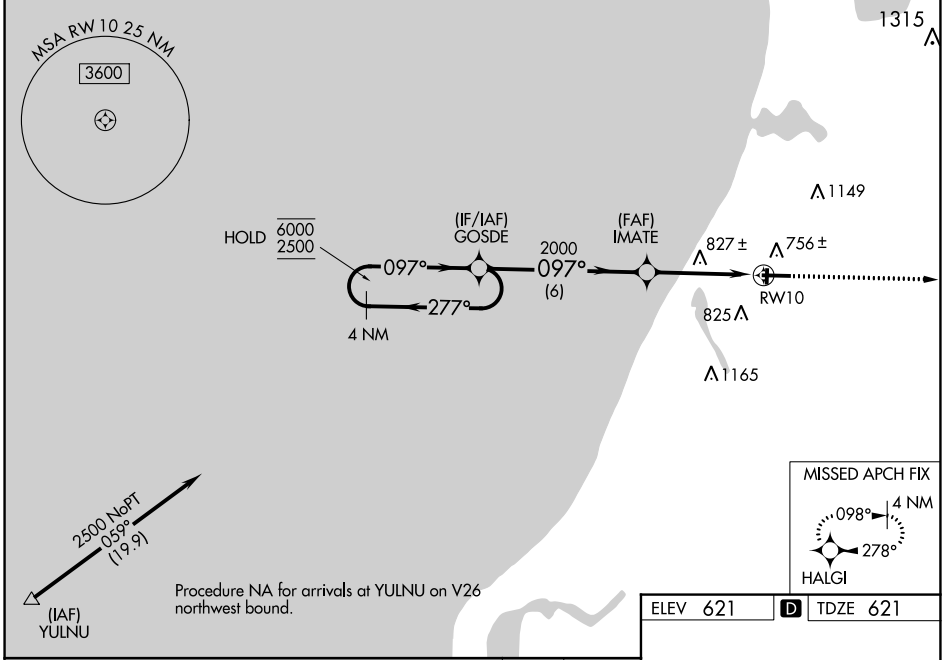 MSA RW 10 25 NM
3600
1315
1149
HOLD 6000
2500
(IF/IAF)
GOSDE
(FAF)
IMATE
2000
097°
097°
(6)
277°
4 NM
827 ±
756 ±
RW10
825
1165
2500 NoPT
059°
(19.9)
(IAF)
YULNU
Procedure NA for arrivals at YULNU on V26
northwest bound.
MISSED APCH FIX
4 NM
098°
278°
HALGI
ELEV 621
D
TDZE 621